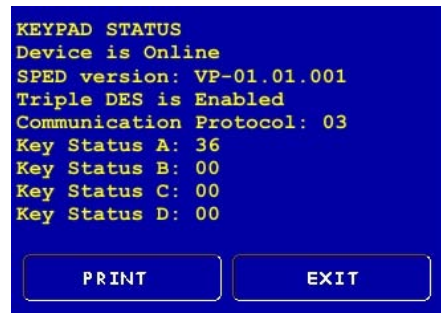 KEYPAD STATUS
Device is Online
SPED version: VP-01.01.001
Triple DES is Enabled
Communication Protocol: 03
Key Status A: 36
Key Status B: 00
Key Status C: 00
Key Status D: 00
PRINT EXIT